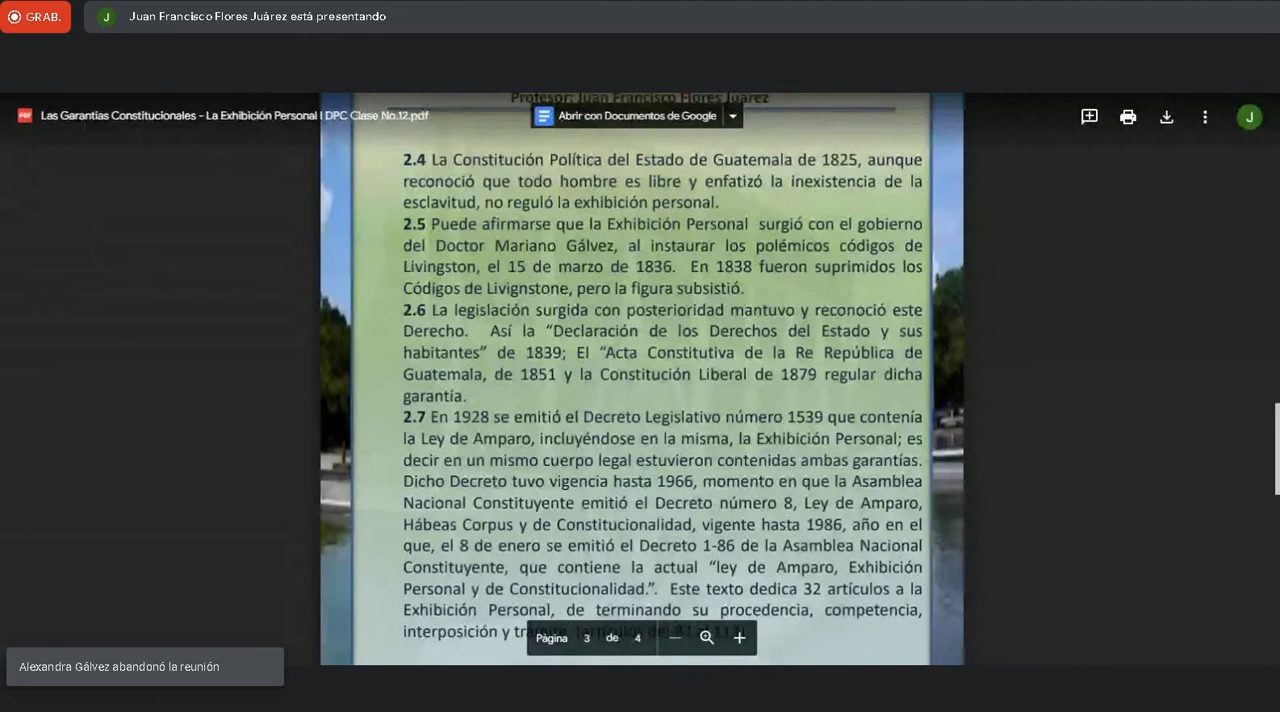 GRAB.
J
Juan Francisco Flores Juárez está presentando
Profesor: Juan Francisco Flores Juárez
Las Garantías Constitucionales - La Exhibición Personal I DPC Clase No.12.pdf
Abrir con Documentos de Google
J
2.4 La Constitución Política del Estado de Guatemala de 1825, aunque
reconoció que todo hombre es libre y enfatizó la inexistencia de la
esclavitud, no reguló la exhibición personal.
2.5 Puede afirmarse que la Exhibición Personal surgió con el gobierno
del Doctor Mariano Gálvez, al instaurar los polémicos códigos de
Livingston, el 15 de marzo de 1836. En 1838 fueron suprimidos los
Códigos de Livignstone, pero la figura subsistió.
2.6 La legislación surgida con posterioridad mantuvo y reconoció este
Derecho. Así la “Declaración de los Derechos del Estado y sus
habitantes” de 1839; El “Acta Constitutiva de la Re República de
Guatemala, de 1851 y la Constitución Liberal de 1879 regular dicha
garantía.
2.7 En 1928 se emitió el Decreto Legislativo número 1539 que contenía
la Ley de Amparo, incluyéndose en la misma, la Exhibición Personal; es
decir en un mismo cuerpo legal estuvieron contenidas ambas garantías.
Dicho Decreto tuvo vigencia hasta 1966, momento en que la Asamblea
Nacional Constituyente emitió el Decreto número 8, Ley de Amparo,
Hábeas Corpus y de Constitucionalidad, vigente hasta 1986, año en el
que, el 8 de enero se emitió el Decreto 1-86 de la Asamblea Nacional
Constituyente, que contiene la actual “ley de Amparo, Exhibición
Personal y de Constitucionalidad.”. Este texto dedica 32 artículos a la
Exhibición Personal, de terminando su procedencia, competencia,
interposición y
Página 3 de 4
Alexandra Gálvez abandonó la reunión